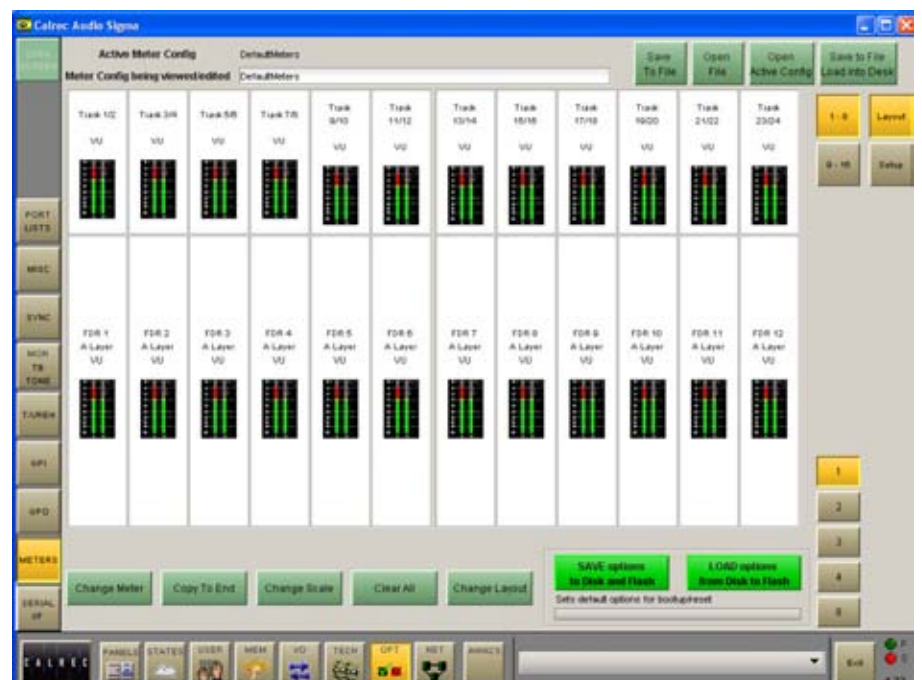 Calrec Audio Sigma
Active Meter Config DefaultMeters
Meter Config being viewed/edited DefaultMeters
Save To File
Open File
Open Active Config
Save to File Load into Desk
Track 1/2 VU
Track 3/4 VU
Track 5/6 VU
Track 7/8 VU
Track 9/10 VU
Track 11/12 VU
Track 13/14 VU
Track 15/16 VU
Track 17/18 VU
Track 19/20 VU
Track 21/22 VU
Track 23/24 VU
1 - 8
Layout
9 - 16
Setup
PORT LISTS
MISC
SYNC
MON TB TONE
GPI
GPO
METERS
SERIAL I/F
FDR 1 A Layer VU
FDR 2 A Layer VU
FDR 3 A Layer VU
FDR 4 A Layer VU
FDR 5 A Layer VU
FDR 6 A Layer VU
FDR 7 A Layer VU
FDR 8 A Layer VU
FDR 9 A Layer VU
FDR 10 A Layer VU
FDR 11 A Layer VU
FDR 12 A Layer VU
1
2
3
4
Change Meter
Copy To End
Change Scale
Clear All
Change Layout
SAVE options to Disk and Flash
LOAD options from Disk to Flash
Sets default options for bootup/reset
CALREC
PANELS
STATES
USER
MEM
I/O
TECH
OPT
NET
AWACS
Exit